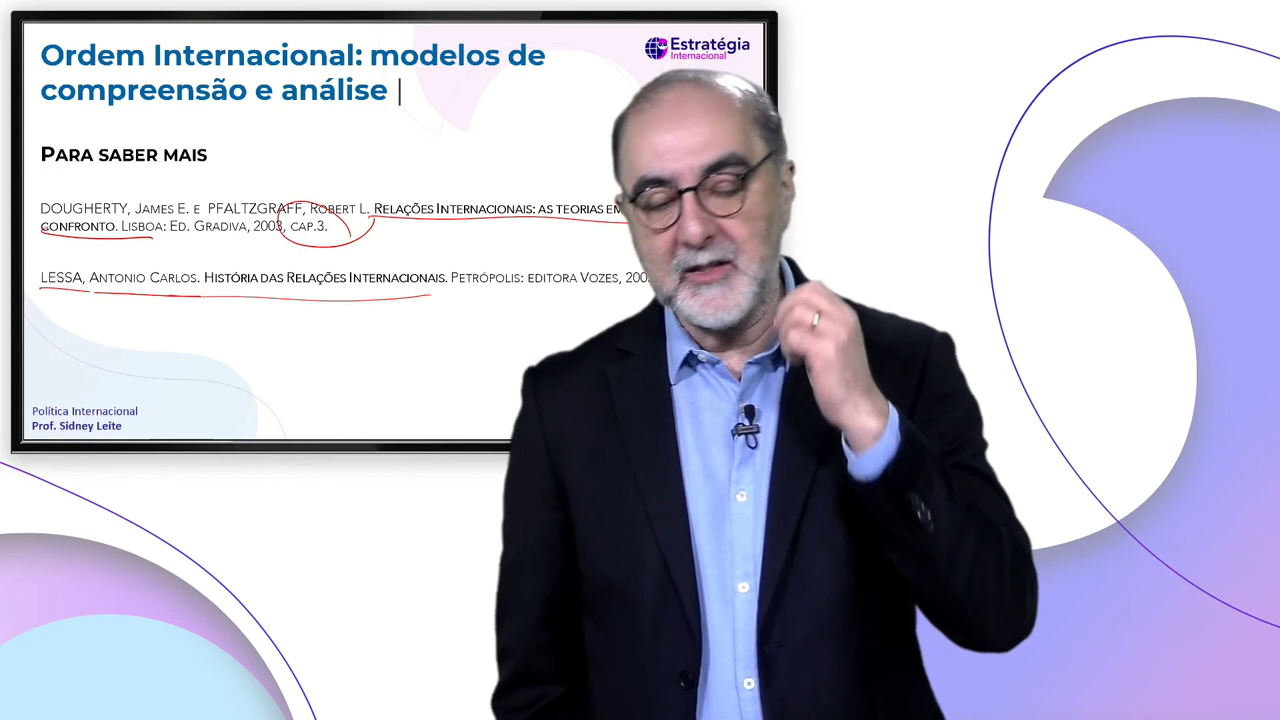 Ordem Internacional: modelos de
compreensão e análise |
Estratégia
Internacional
PARA SABER MAIS
DOUGHERTY, JAMES E. E PFALTZGRAFF, ROBERT L. RELAÇÕES INTERNACIONAIS: AS TEORIAS EM
CONFRONTO. LISBOA: ED. GRADIVA, 2003, CAP.3.
LESSA, ANTONIO CARLOS. HISTÓRIA DAS RELAÇÕES INTERNACIONAIS. PETRÓPOLIS: EDITORA VOZES,
Política Internacional
Prof. Sidney Leite